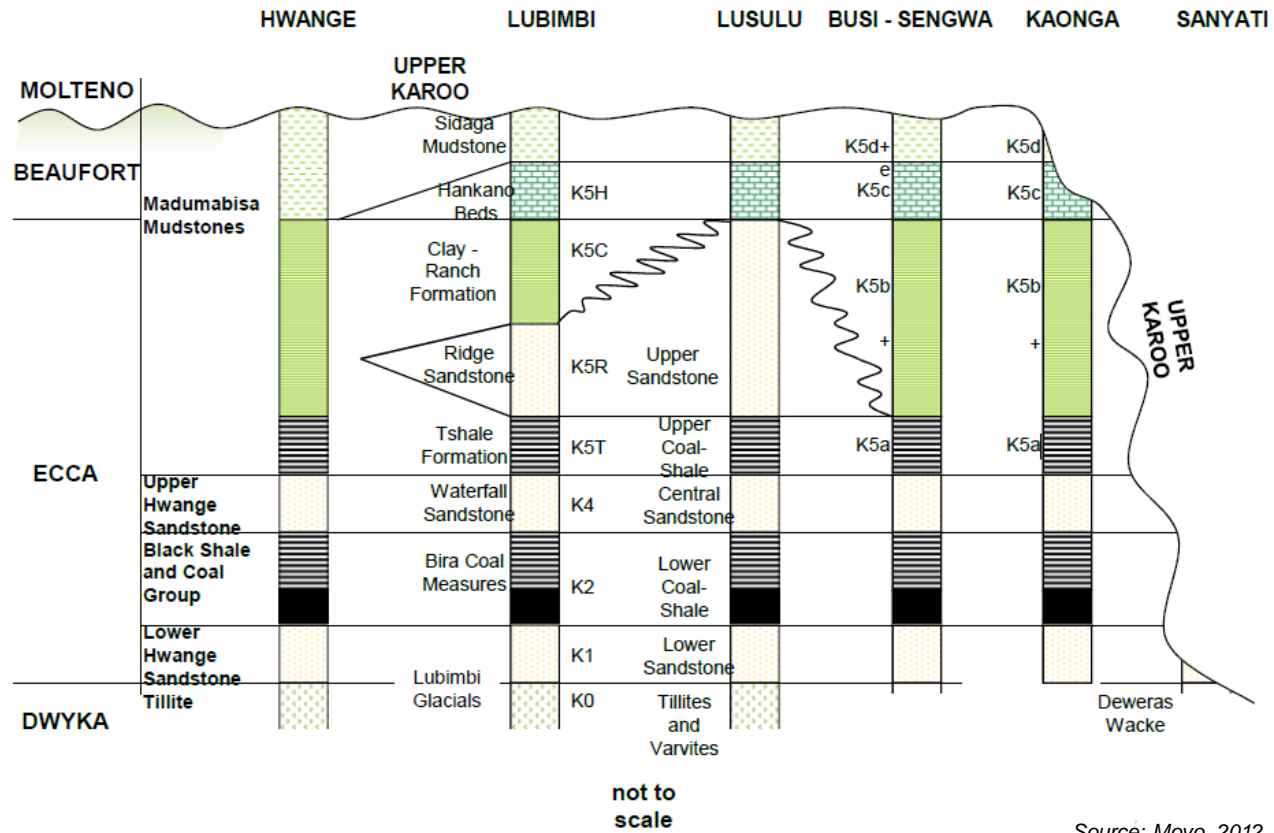 HWANGE
LUBIMBI
LUSULU
BUSI - SENGWA
KAONGA
SANYATI
MOLTENO
UPPER
KAROO
BEAUFORT
Madumabisa
Mudstones
Sidaga
Mudstone
K5d+
e
K5d
Hankano
Beds
K5H
K5c
K5c
Clay -
Ranch
Formation
K5C
K5b
+
K5b
+
UPPER
KAROO
Ridge
Sandstone
K5R
Upper
Sandstone
ECCA
Tshale
Formation
K5T
Upper
Coal-
Shale
K5a
K5a
Upper
Hwange
Sandstone
Waterfall
Sandstone
K4
Central
Sandstone
Black Shale
and Coal
Group
Bira Coal
Measures
K2
Lower
Coal-
Shale
Lower
Hwange
Sandstone
K1
Lower
Sandstone
DWYKA
Tillite
Lubimbi
Glacials
K0
Tillites
and
Varvites
Deweras
Wacke
not to
scale
Source: Moyo, 2012